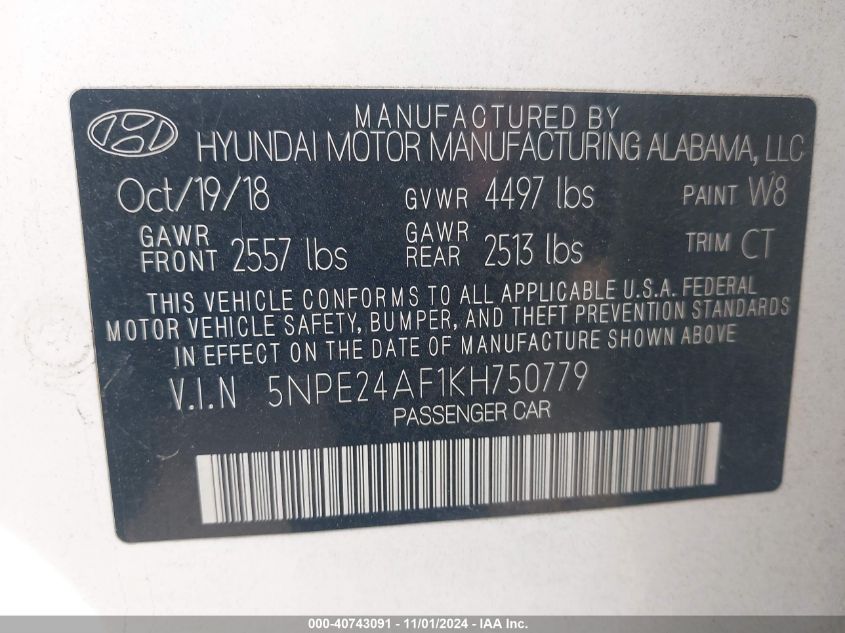 MANUFACTURED BY
HYUNDAI MOTOR MANUFACTURING ALABAMA, LLC
Oct/19/18 GVWR 4497 lbs PAINT W8
GAWR FRONT 2557 lbs GAWR REAR 2513 lbs TRIM CT
THIS VEHICLE CONFORMS TO ALL APPLICABLE U.S.A. FEDERAL
MOTOR VEHICLE SAFETY, BUMPER, AND THEFT PREVENTION STANDARDS
IN EFFECT ON THE DATE OF MANUFACTURE SHOWN ABOVE
V.I.N 5NPE24AF1KH750779
PASSENGER CAR
000-40743091 - 11/01/2024 - IAA Inc.